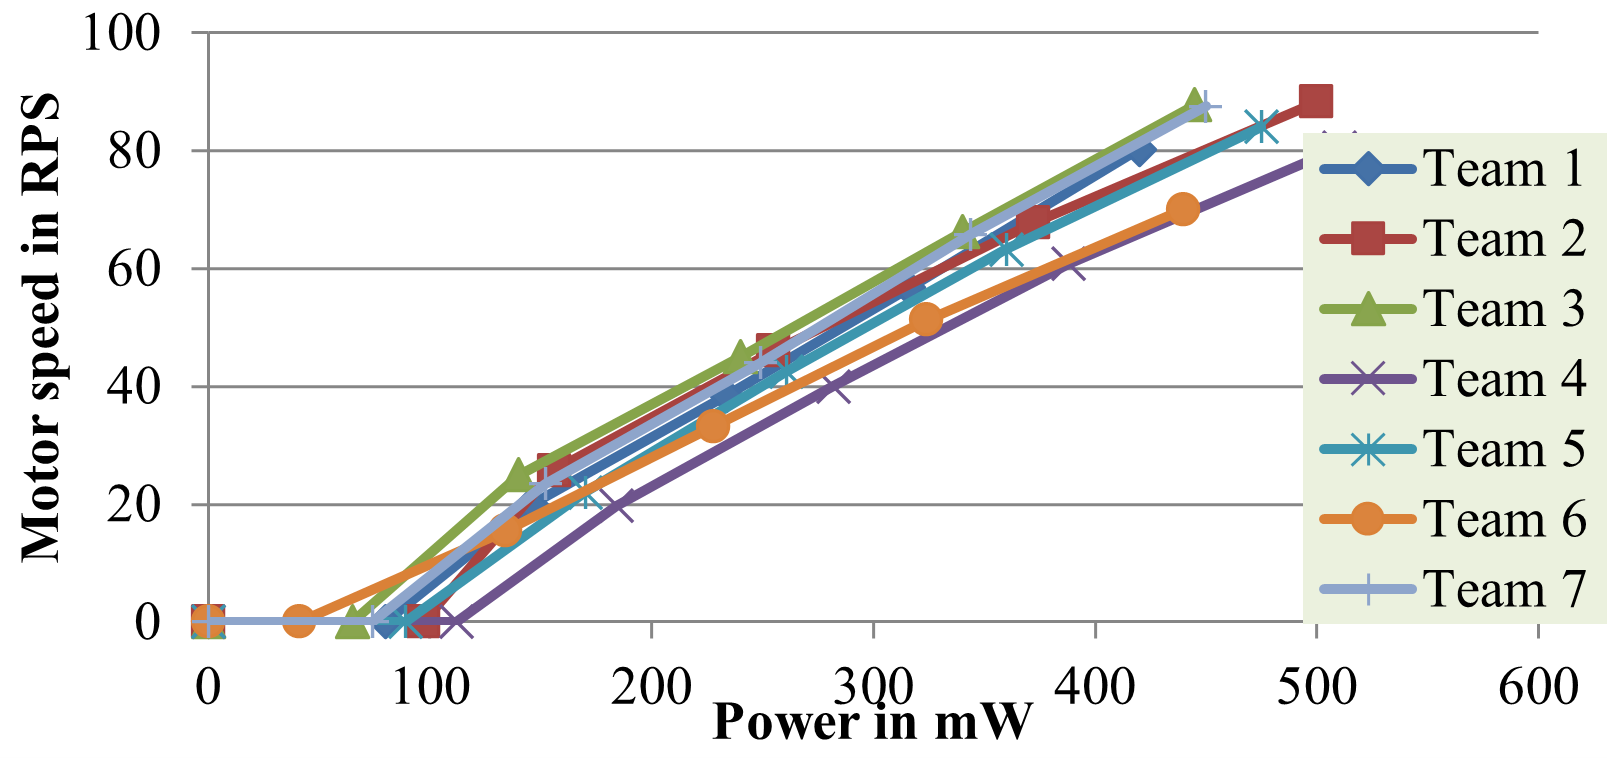 Motor speed in RPS
100
80
60
40
20
0
0 100 200 300 400 500 600
Power in mW
Team 1
Team 2
Team 3
Team 4
Team 5
Team 6
Team 7